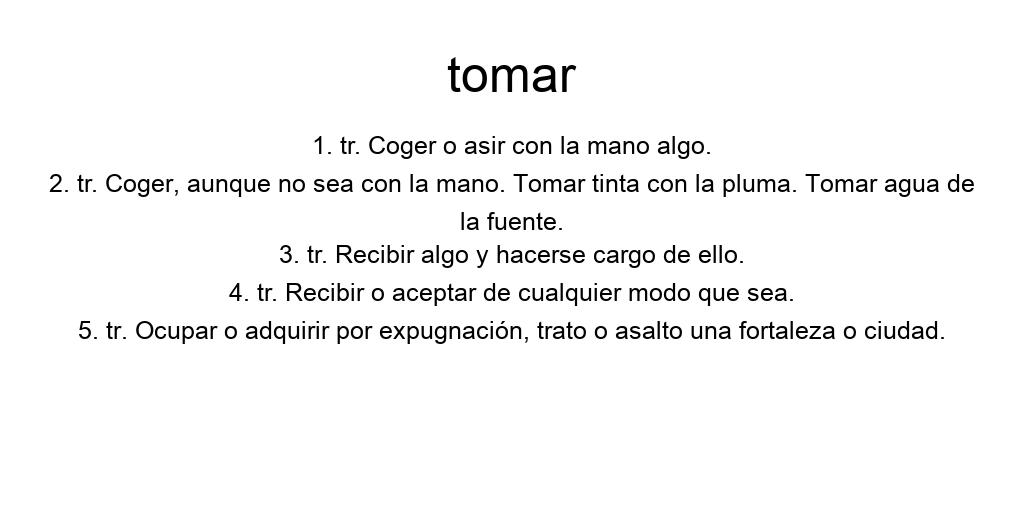 tomar
1. tr. Coger o asir con la mano algo.
2. tr. Coger, aunque no sea con la mano. Tomar tinta con la pluma. Tomar agua de
la fuente.
3. tr. Recibir algo y hacerse cargo de ello.
4. tr. Recibir o aceptar de cualquier modo que sea.
5. tr. Ocupar o adquirir por expugnación, trato o asalto una fortaleza o ciudad.